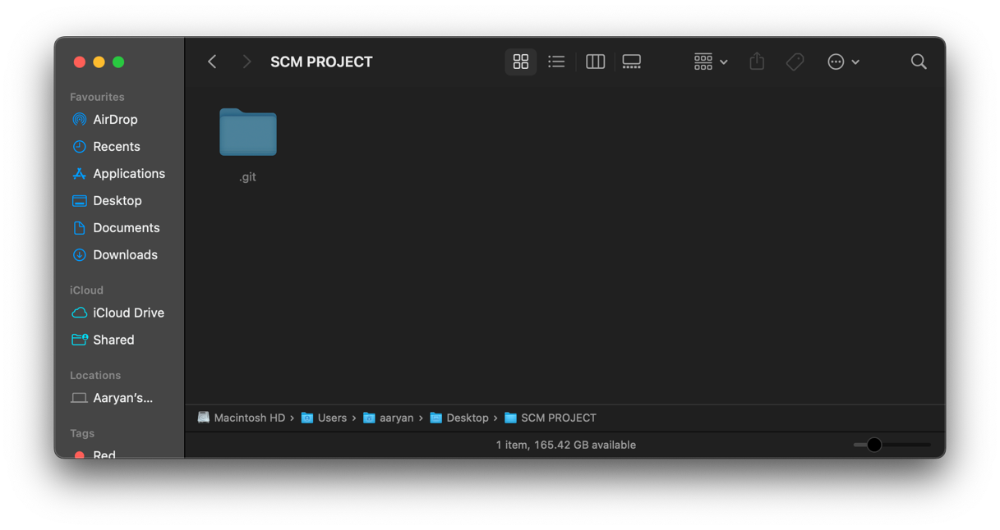 SCM PROJECT
Favourites
AirDrop
Recents
Applications
Desktop
Documents
Downloads
iCloud
iCloud Drive
Shared
Locations
Aaryan’s...
Tags
Red
.git
Macintosh HD › Users › aaryan › Desktop › SCM PROJECT
1 item, 165.42 GB available